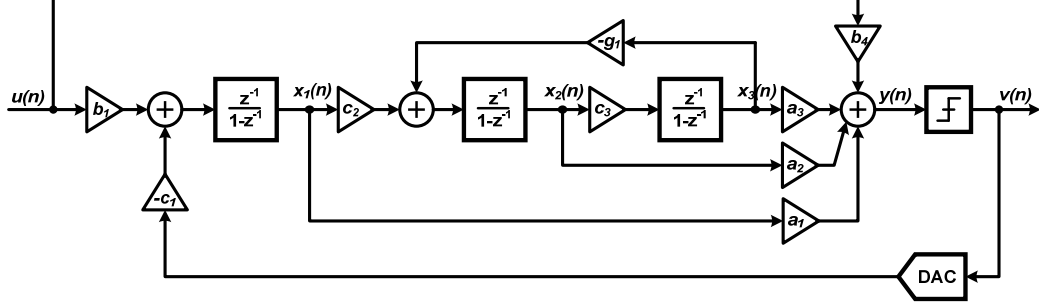 -g₁
b₄
u(n)
b₁
+
z⁻¹
1-z⁻¹
x₁(n)
c₂
+
z⁻¹
1-z⁻¹
x₂(n)
c₃
z⁻¹
1-z⁻¹
x₃(n)
a₃
+
y(n)
v(n)
a₂
-c₁
a₁
DAC